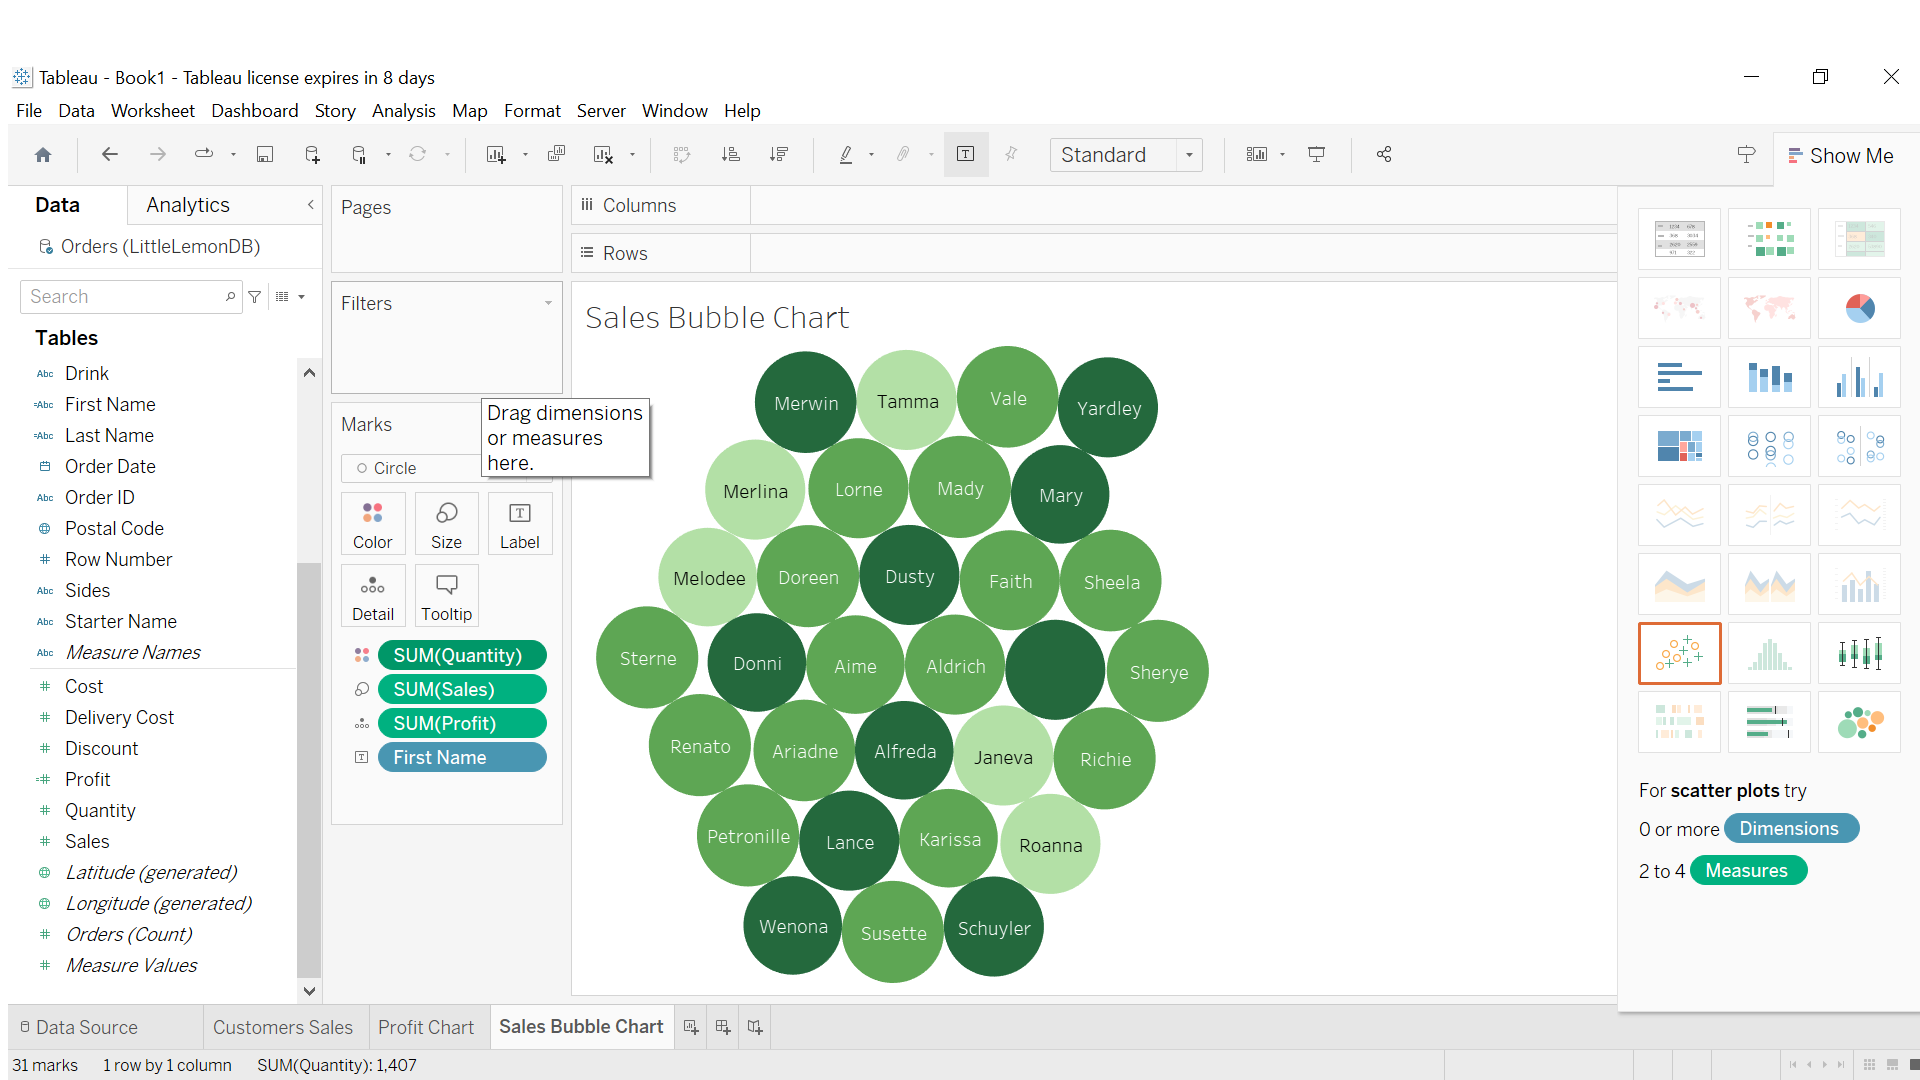 Tableau - Book1 - Tableau license expires in 8 days
File Data Worksheet Dashboard Story Analysis Map Format Server Window Help
Standard
Show Me
Data Analytics
Orders (LittleLemonDB)
Search
Tables
Abc Drink
=Abc First Name
=Abc Last Name
Order Date
Abc Order ID
Postal Code
# Row Number
Abc Sides
Abc Starter Name
Abc Measure Names
# Cost
# Delivery Cost
# Discount
=# Profit
# Quantity
# Sales
Latitude (generated)
Longitude (generated)
# Orders (Count)
# Measure Values
Pages
Filters
Marks
Circle
Drag dimensions
or measures
here.
Color Size Label
Detail Tooltip
SUM(Quantity)
SUM(Sales)
SUM(Profit)
First Name
Columns
Rows
Sales Bubble Chart
Merwin Tamma Vale Yardley
Merlina Lorne Mady Mary
Melodee Doreen Dusty Faith Sheela
Sterne Donni Aime Aldrich Sherye
Renato Ariadne Alfreda Janeva Richie
Petronille Lance Karissa Roanna
Wenona Susette Schuyler
For scatter plots try
0 or more Dimensions
2 to 4 Measures
Data Source Customers Sales Profit Chart Sales Bubble Chart
31 marks 1 row by 1 column SUM(Quantity): 1,407